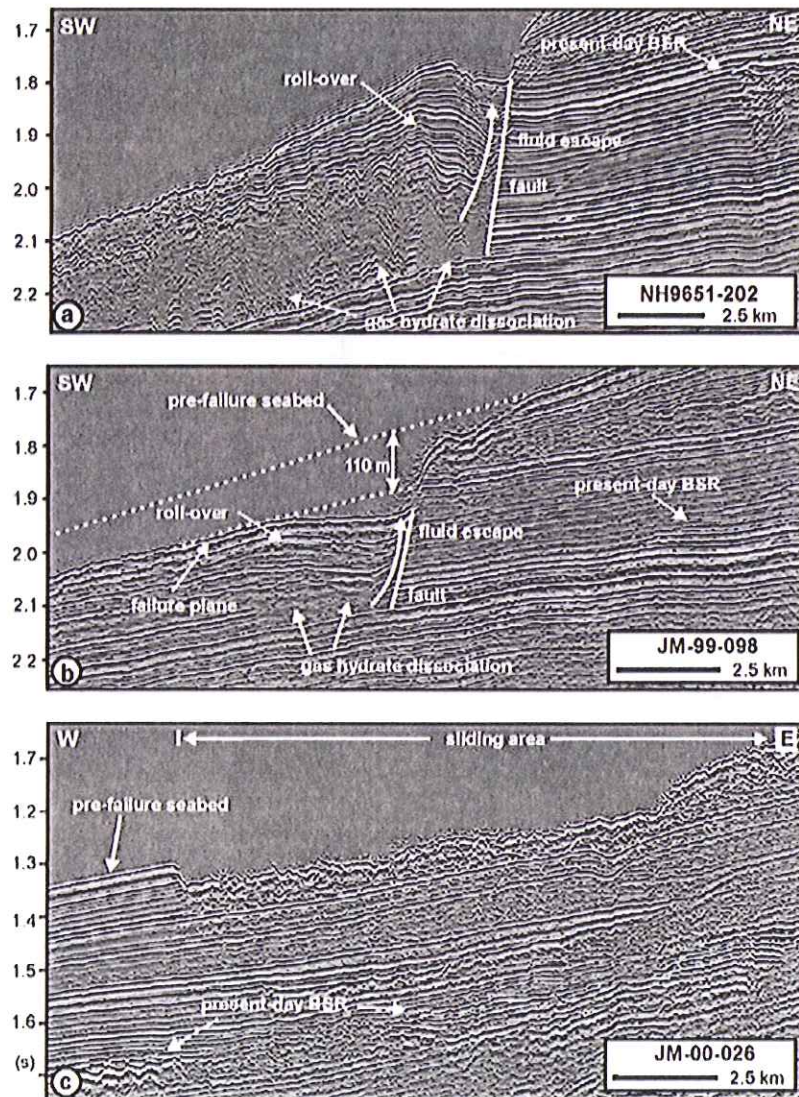 1.7 SW NE
present-day BSR
1.8
roll-over
1.9
fluid escape
2.0
fault
2.1
2.2
gas hydrate dissociation
a
NH9651-202
2.5 km
SW NE
1.7
pre-failure seabed
1.8
110 m
1.9
present-day BSR
roll-over
2.0
fluid escape
failure plane
2.1
fault
2.2
gas hydrate dissociation
b
JM-99-098
2.5 km
W E
1.7
sliding area
pre-failure seabed
1.2
1.3
1.4
1.5
present-day BSR
1.6
(s)
c
JM-00-026
2.5 km